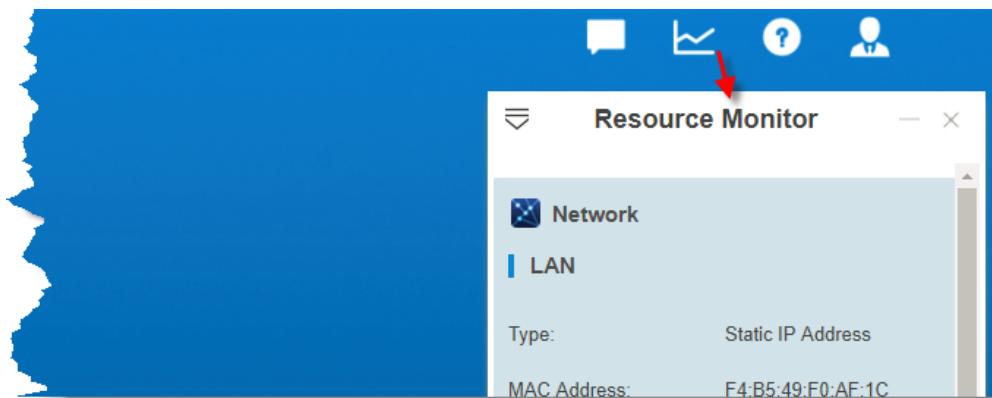 ?
Resource Monitor
Network
LAN
Type: Static IP Address
MAC Address: F4:B5:49:F0:AF:1C